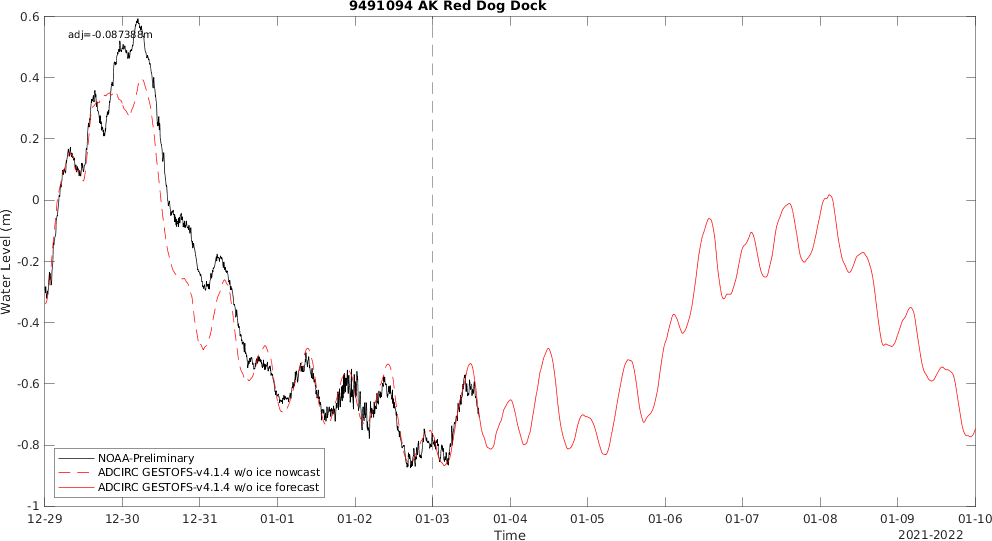 9491094 AK Red Dog Dock
adj=-0.087388m
0.6
0.4
0.2
0
-0.2
-0.4
-0.6
-0.8
-1
Water Level (m)
NOAA-Preliminary
ADCIRC GESTOFS-v4.1.4 w/o ice nowcast
ADCIRC GESTOFS-v4.1.4 w/o ice forecast
12-29 12-30 12-31 01-01 01-02 01-03 01-04 01-05 01-06 01-07 01-08 01-09 01-10
Time
2021-2022